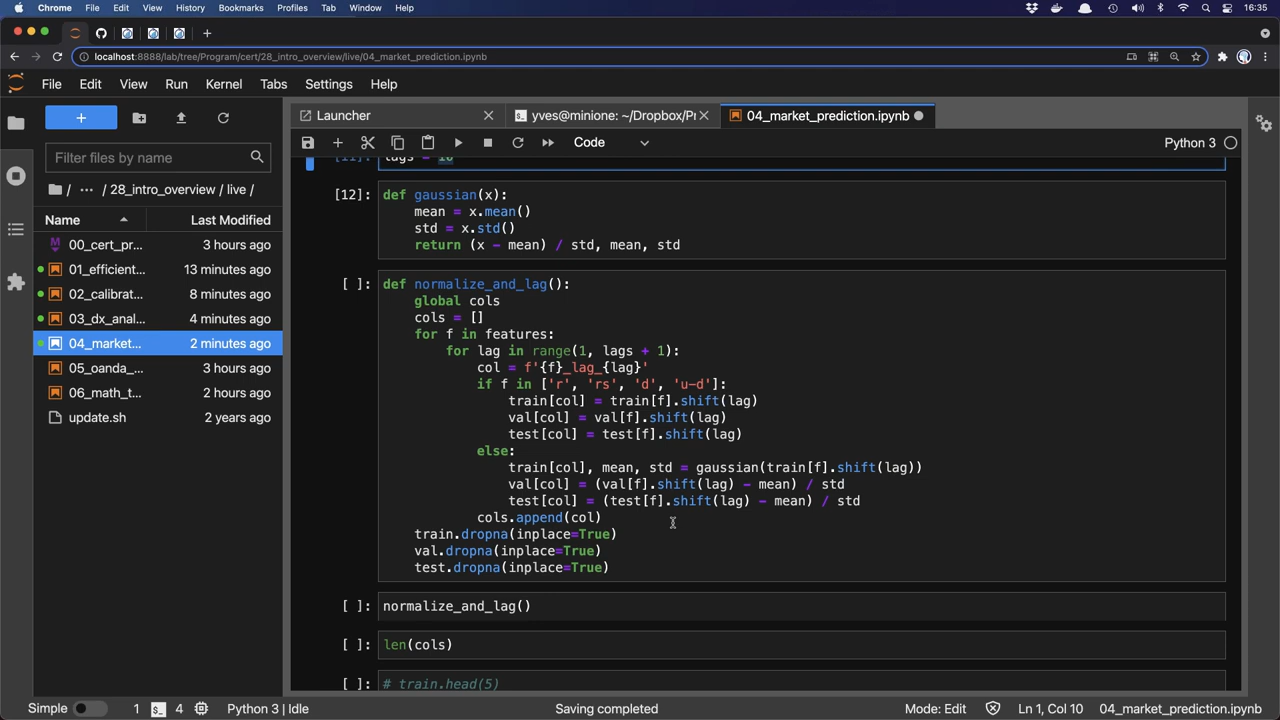 Chrome File Edit View History Bookmarks Profiles Tab Window Help 16:35
localhost:8888/lab/tree/Program/cert/28_intro_overview/live/04_market_prediction.ipynb
File Edit View Run Kernel Tabs Settings Help
Launcher yves@minione: ~/Dropbox/Pr 04_market_prediction.ipynb
Code Python 3
Filter files by name
/ ··· / 28_intro_overview / live /
Name Last Modified
00_cert_pr... 3 hours ago
01_efficient... 13 minutes ago
02_calibrat... 8 minutes ago
03_dx_anal... 4 minutes ago
04_market... 2 minutes ago
05_oanda_... 3 hours ago
06_math_t... 2 hours ago
update.sh 2 years ago
[11]: lags = 10
[12]: def gaussian(x):
mean = x.mean()
std = x.std()
return (x - mean) / std, mean, std
[ ]: def normalize_and_lag():
global cols
cols = []
for f in features:
for lag in range(1, lags + 1):
col = f'{f}_lag_{lag}'
if f in ['r', 'rs', 'd', 'u-d']:
train[col] = train[f].shift(lag)
val[col] = val[f].shift(lag)
test[col] = test[f].shift(lag)
else:
train[col], mean, std = gaussian(train[f].shift(lag))
val[col] = (val[f].shift(lag) - mean) / std
test[col] = (test[f].shift(lag) - mean) / std
cols.append(col)
train.dropna(inplace=True)
val.dropna(inplace=True)
test.dropna(inplace=True)
[ ]: normalize_and_lag()
[ ]: len(cols)
[ ]: # train.head(5)
Simple 1 4 Python 3 | Idle Saving completed Mode: Edit Ln 1, Col 10 04_market_prediction.ipynb